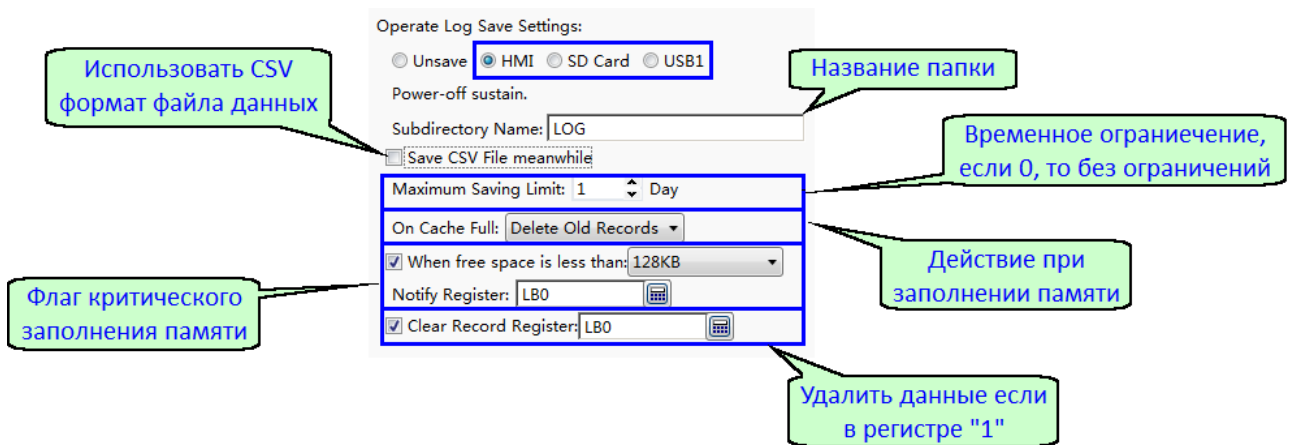 Operate Log Save Settings:
Unsave HMI SD Card USB1
Power-off sustain.
Subdirectory Name: LOG
Save CSV File meanwhile
Maximum Saving Limit: 1 Day
On Cache Full: Delete Old Records
When free space is less than: 128KB
Notify Register: LB0
Clear Record Register: LB0
Использовать CSV
формат файла данных
Название папки
Временное ограниечение,
если 0, то без ограничений
Действие при
заполнении памяти
Флаг критического
заполнения памяти
Удалить данные если
в регистре "1"